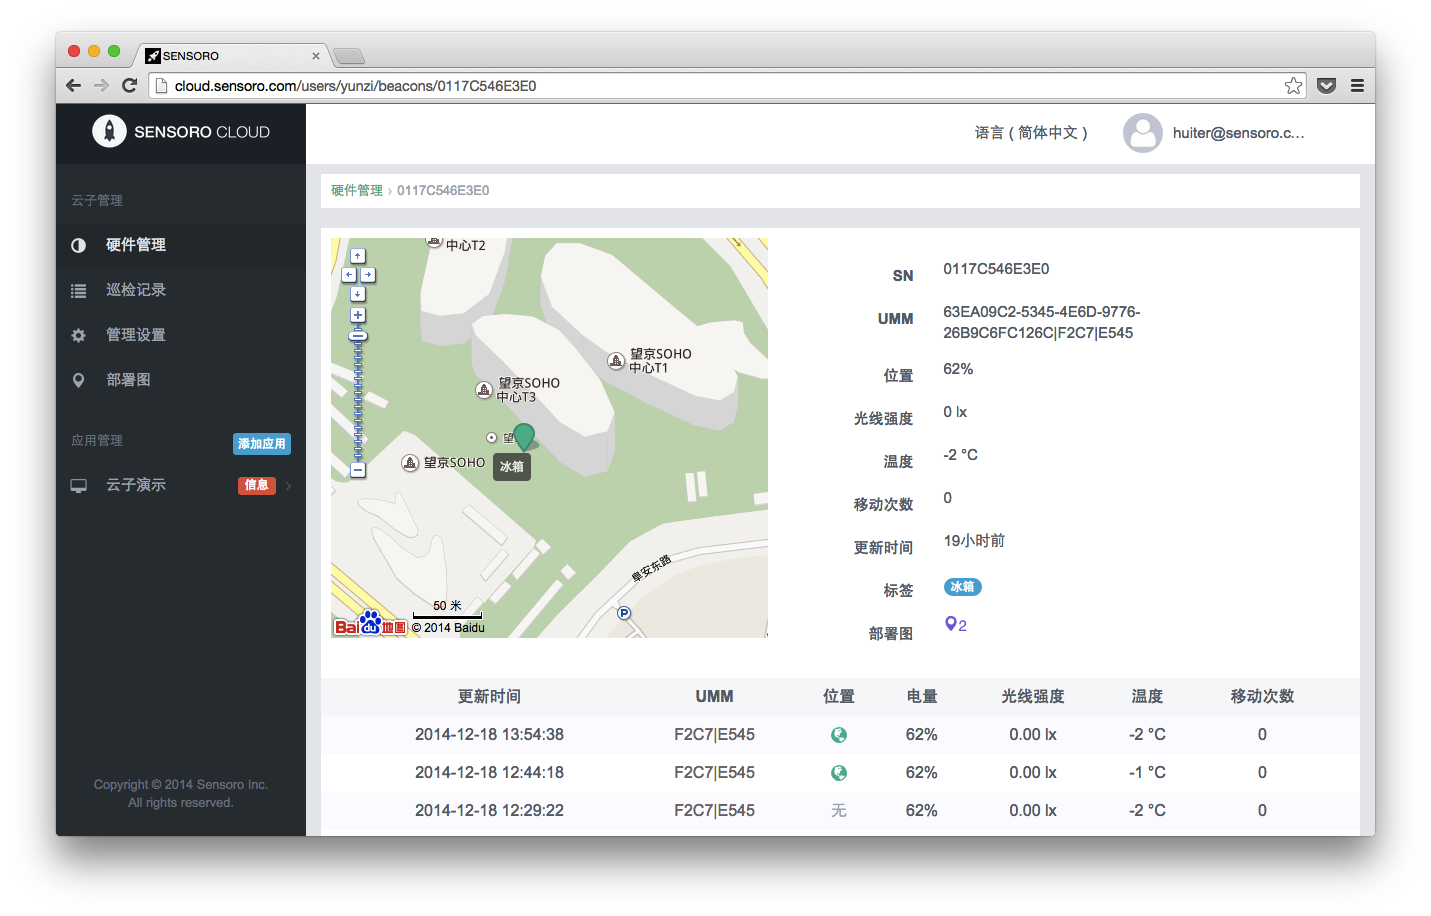 SENSORO
cloud.sensoro.com/users/yunzi/beacons/0117C546E3E0
SENSORO CLOUD
语言 ( 简体中文 )
huiter@sensoro.c...
云子管理
硬件管理
巡检记录
管理设置
部署图
应用管理
添加应用
云子演示
信息
Copyright © 2014 Sensoro Inc.
All rights reserved.
硬件管理 › 0117C546E3E0
中心T2
望京SOHO
中心T1
望京SOHO
中心T3
望
望京SOHO
冰箱
阜安东路
P
50 米
Bai du 地图
© 2014 Baidu
SN 0117C546E3E0
UMM 63EA09C2-5345-4E6D-9776-
26B9C6FC126C|F2C7|E545
位置 62%
光线强度 0 lx
温度 -2 °C
移动次数 0
更新时间 19小时前
标签 冰箱
部署图 2
更新时间 UMM 位置 电量 光线强度 温度 移动次数
2014-12-18 13:54:38 F2C7|E545 62% 0.00 lx -2 °C 0
2014-12-18 12:44:18 F2C7|E545 62% 0.00 lx -1 °C 0
2014-12-18 12:29:22 F2C7|E545 无 62% 0.00 lx -2 °C 0